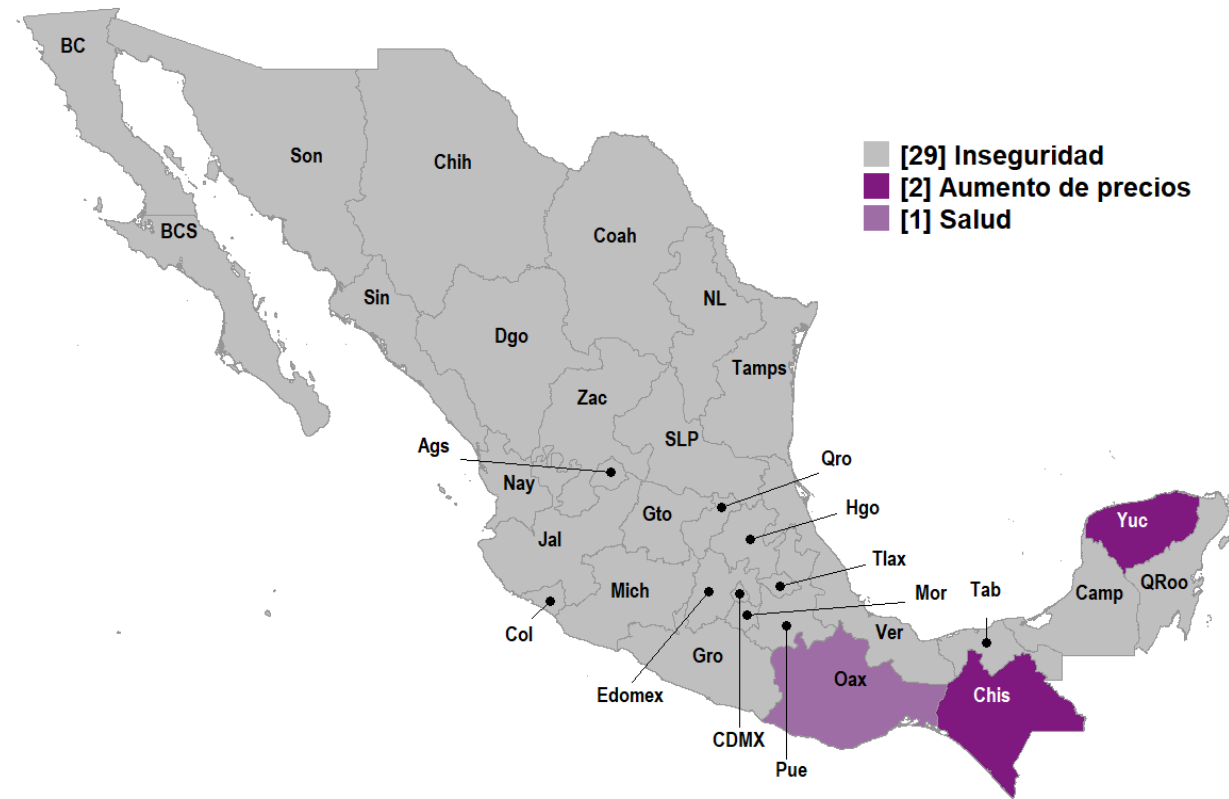 BC
Son
Chih
[29] Inseguridad
[2] Aumento de precios
[1] Salud
BCS
Coah
Sin
NL
Dgo
Tamps
Zac
SLP
Ags
Qro
Nay
Hgo
Gto
Yuc
Jal
Tlax
Mich
Mor
Tab
Camp
QRoo
Col
Ver
Gro
Oax
Edomex
Chis
CDMX
Pue